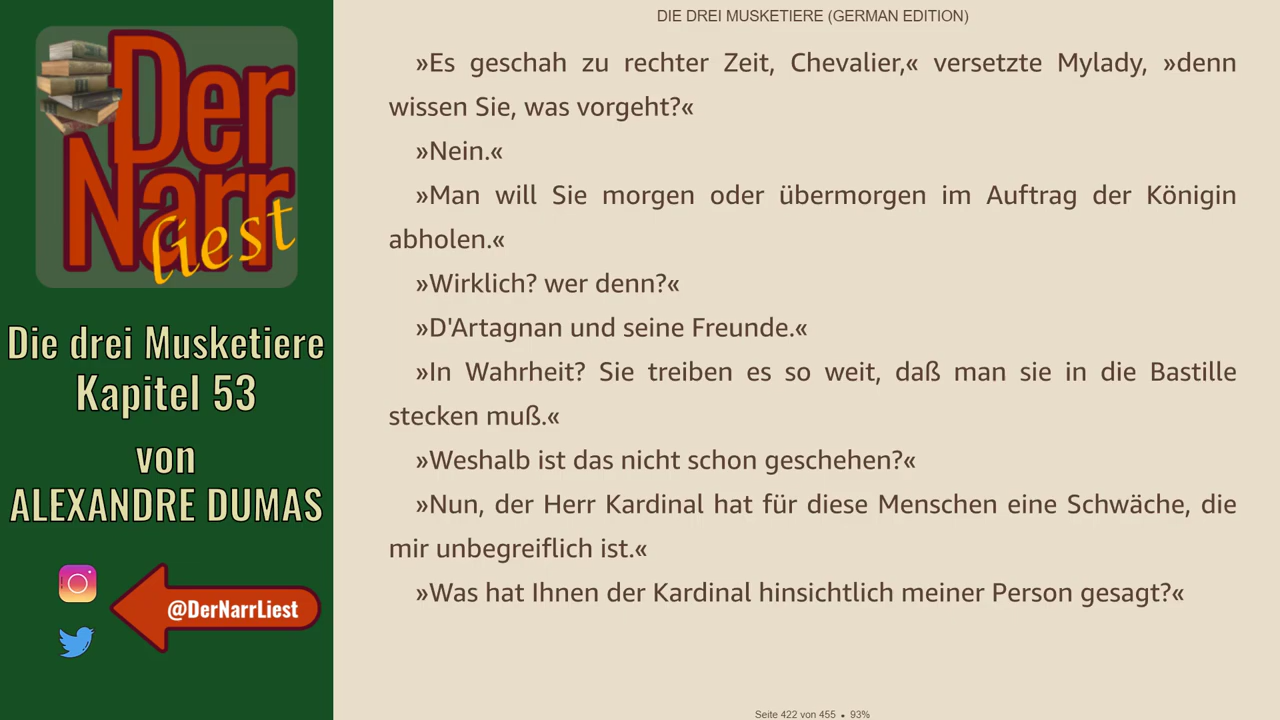 Der
Narr
liest
Die drei Musketiere
Kapitel 53
von
ALEXANDRE DUMAS
@DerNarrLiest
DIE DREI MUSKETIERE (GERMAN EDITION)
»Es geschah zu rechter Zeit, Chevalier,« versetzte Mylady, »denn
wissen Sie, was vorgeht?«
»Nein.«
»Man will Sie morgen oder übermorgen im Auftrag der Königin
abholen.«
»Wirklich? wer denn?«
»D'Artagnan und seine Freunde.«
»In Wahrheit? Sie treiben es so weit, daß man sie in die Bastille
stecken muß.«
»Weshalb ist das nicht schon geschehen?«
»Nun, der Herr Kardinal hat für diese Menschen eine Schwäche, die
mir unbegreiflich ist.«
»Was hat Ihnen der Kardinal hinsichtlich meiner Person gesagt?«
Seite 422 von 455 • 93%